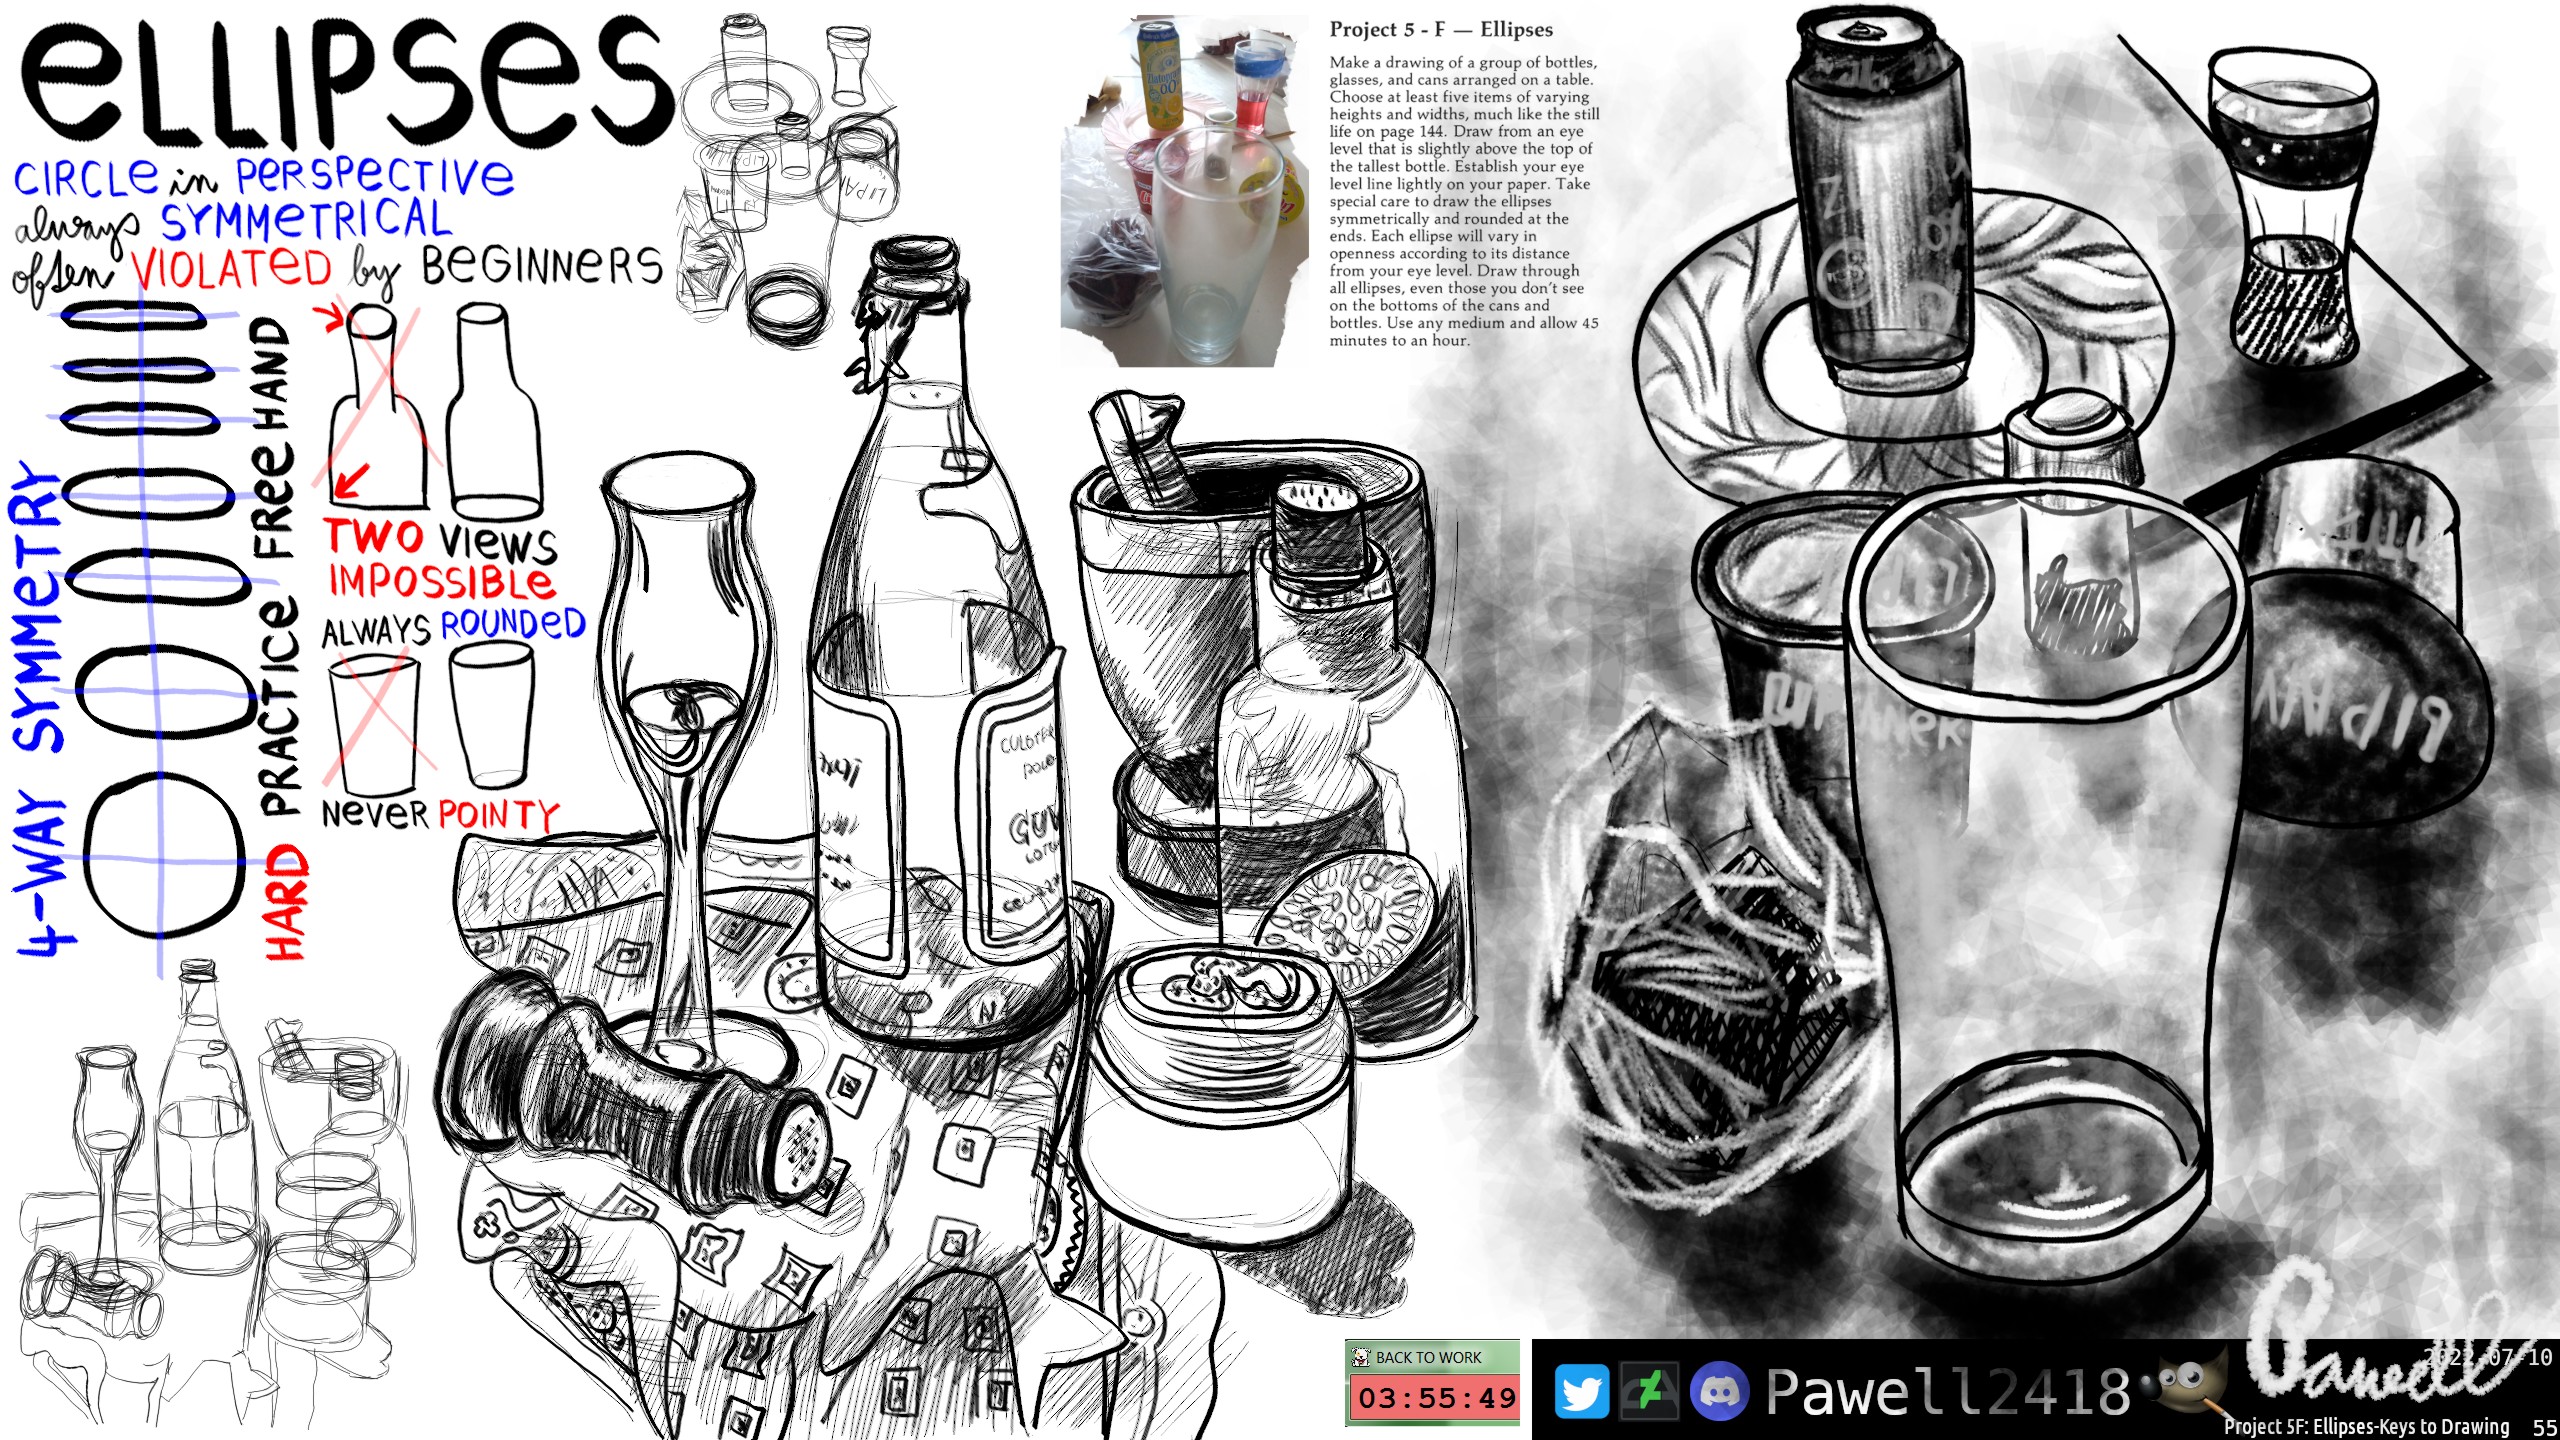 ELLIPSES
CIRCLE in PERSPECTIVE
always SYMMETRICAL
often VIOLATED by BEGINNERS
4-WAY SYMMETRY
HARD PRACTICE FREEHAND
TWO VIEWS
IMPOSSIBLE
ALWAYS ROUNDED
NEVER POINTY
Project 5 - F — Ellipses
Make a drawing of a group of bottles,
glasses, and cans arranged on a table.
Choose at least five items of varying
heights and widths, much like the still
life on page 144. Draw from an eye
level that is slightly above the top of
the tallest bottle. Establish your eye
level line lightly on your paper. Take
special care to draw the ellipses
symmetrically and rounded at the
ends. Each ellipse will vary in
openness according to its distance
from your eye level. Draw through
all ellipses, even those you don't see
on the bottoms of the cans and
bottles. Use any medium and allow 45
minutes to an hour.
LIPA
BACK TO WORK
03:55:49
Pawell2418
Pawell
2022-07-10
Project 5F: Ellipses-Keys to Drawing 55